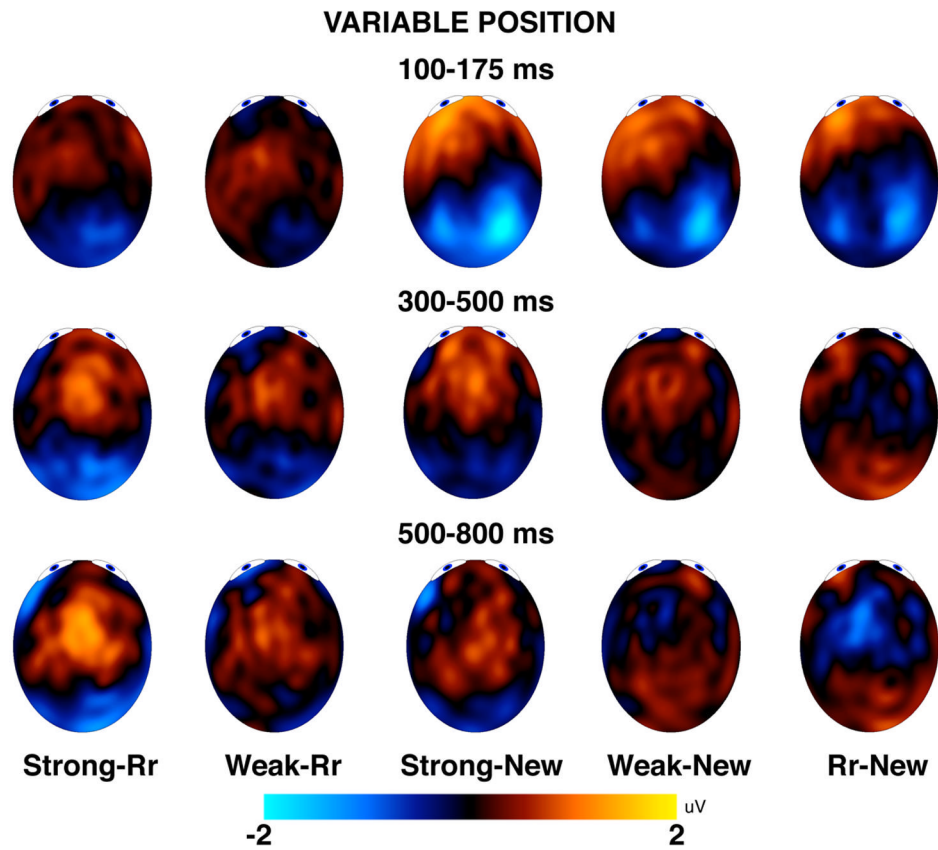 VARIABLE POSITION
100-175 ms
300-500 ms
500-800 ms
Strong-Rr Weak-Rr Strong-New Weak-New Rr-New
uV
-2 2